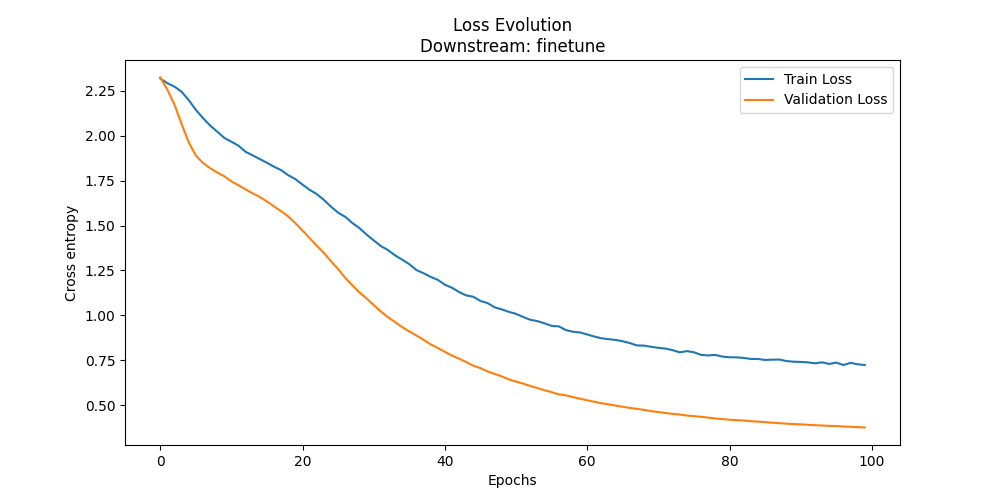 Loss Evolution
Downstream: finetune
Train Loss
Validation Loss
2.25
2.00
1.75
1.50
1.25
1.00
0.75
0.50
Cross entropy
0 20 40 60 80 100
Epochs